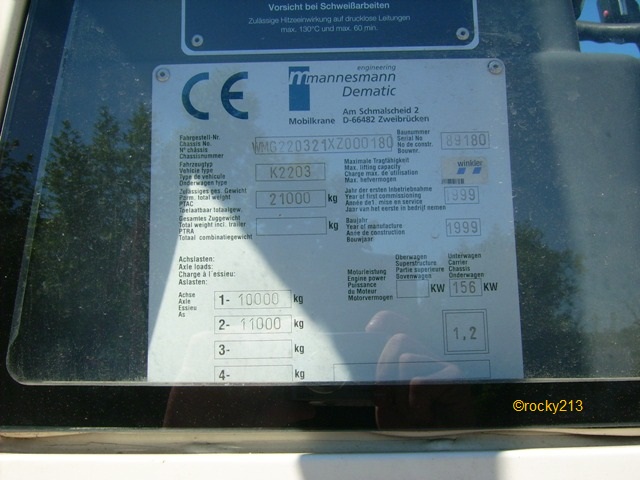 Vorsicht bei Schweißarbeiten
Zulässige Hitzeeinwirkung auf drucklose Leitungen
max. 130°C und max. 60 min.
CE
engineering
mannesmann
Dematic
Mobilkrane
Am Schmalscheid 2
D-66482 Zweibrücken
Fahrgestell-Nr.
Chassis No
N° châssis
Chassisnummer
WMG220321XZ000180
Baunummer
Serial No
No de constr.
Bouwnr.
89180
Fahrzeugtyp
Vehicle type
Type de véhicule
Onderwagen type
K2203
Maximale Tragfähigkeit
Max. lifting capacity
Charge max. de utilisation
Max. hefvermogen
winkler
Zulässiges ges. Gewicht
Perm. total weight
PTAC
Toelaatbaar totaalgew.
21000 kg
Jahr der ersten Inbetriebnahme
Year of first commissioning
Année de1. mise en service
Jaar van het eerste in bedrijf nemen
1999
Gesamtes Zuggewicht
Total weight incl. trailer
PTRA
Totaal combinatiegewicht
kg
Baujahr
Year of manufacture
Année de construction
Bouwjaar
1999
Achslasten:
Axle loads:
Charge à l'essieu:
Aslasten:
Motorleistung
Engine power
Puissance
du Moteur
Motorvermogen
Oberwagen
Superstructure
Partie superieure
Bovenwagen
KW
Unterwagen
Carrier
Chassis
Onderwagen
156 KW
Achse
Axle
Essieu
As
1- 10000 kg
2- 11000 kg
3- kg
4- kg
1,2
©rocky213